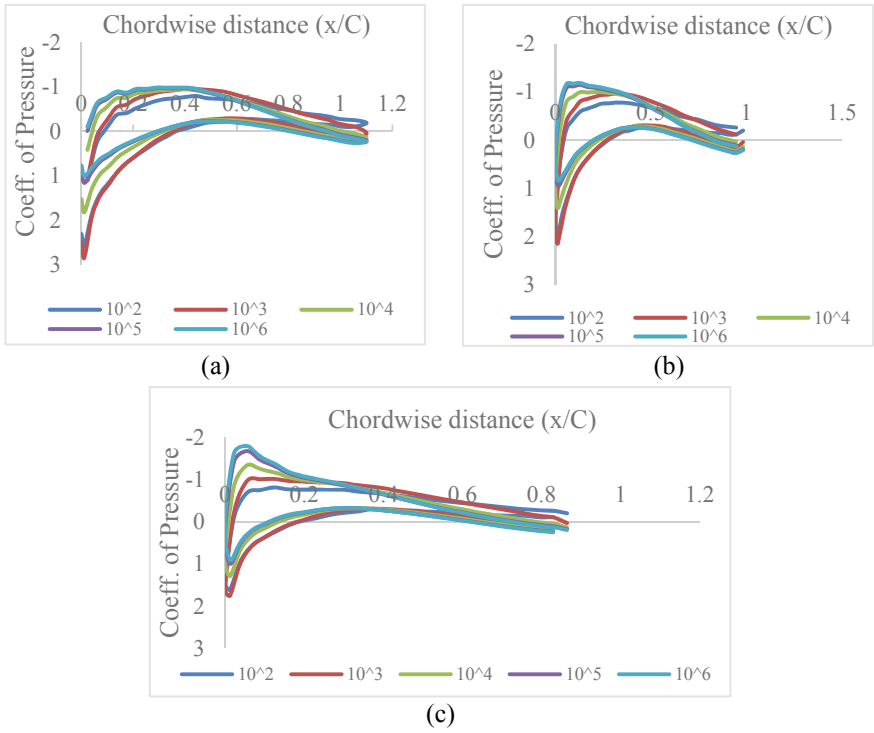 Chordwise distance (x/C)
-2
-1
0
1
2
3
0 0.2 0.4 0.6 0.8 1 1.2
Coeff. of Pressure
10^2 10^3 10^4
10^5 10^6
(a)
Chordwise distance (x/C)
-2
-1
0
1
2
3
0 0.5 1 1.5
Coeff. of Pressure
10^2 10^3 10^4
10^5 10^6
(b)
Chordwise distance (x/C)
-2
-1
0
1
2
3
0 0.2 0.4 0.6 0.8 1 1.2
Coeff. of Pressure
10^2 10^3 10^4 10^5 10^6
(c)